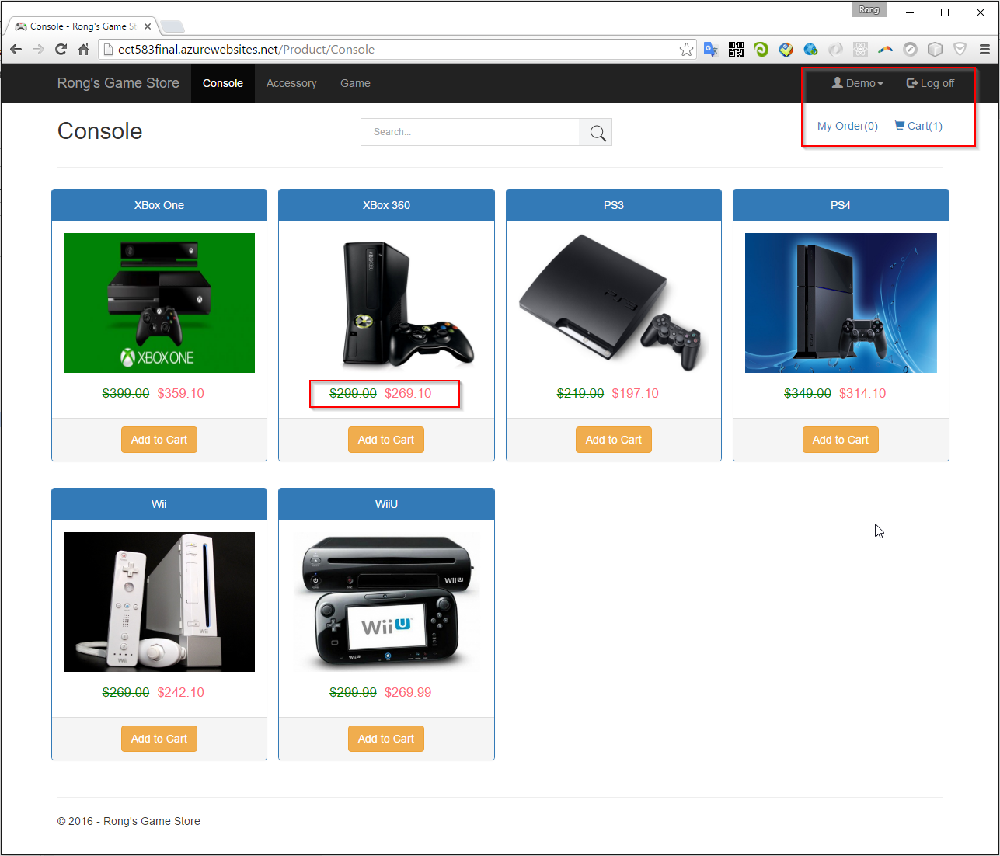 Rong
Console - Rong's Game St
ect583final.azurewebsites.net/Product/Console
Rong's Game Store Console Accessory Game Demo Log off
Console Search... My Order(0) Cart(1)
XBox One XBox 360 PS3 PS4
XBOX ONE
PS3
$399.00 $359.10 $299.00 $269.10 $219.00 $197.10 $349.00 $314.10
Add to Cart Add to Cart Add to Cart Add to Cart
Wii WiiU
WiiU
WiiU
Wii
Wii
WiiU
$269.00 $242.10 $299.99 $269.99
Add to Cart Add to Cart
© 2016 - Rong's Game Store